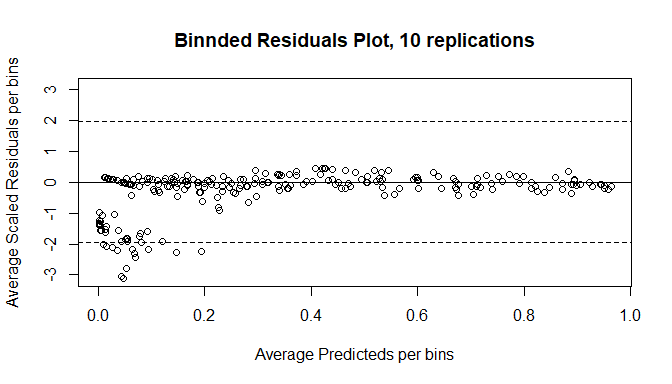 Binnded Residuals Plot, 10 replications
Average Scaled Residuals per bins
3
2
1
0
-1
-2
-3
0.0 0.2 0.4 0.6 0.8 1.0
Average Predicteds per bins